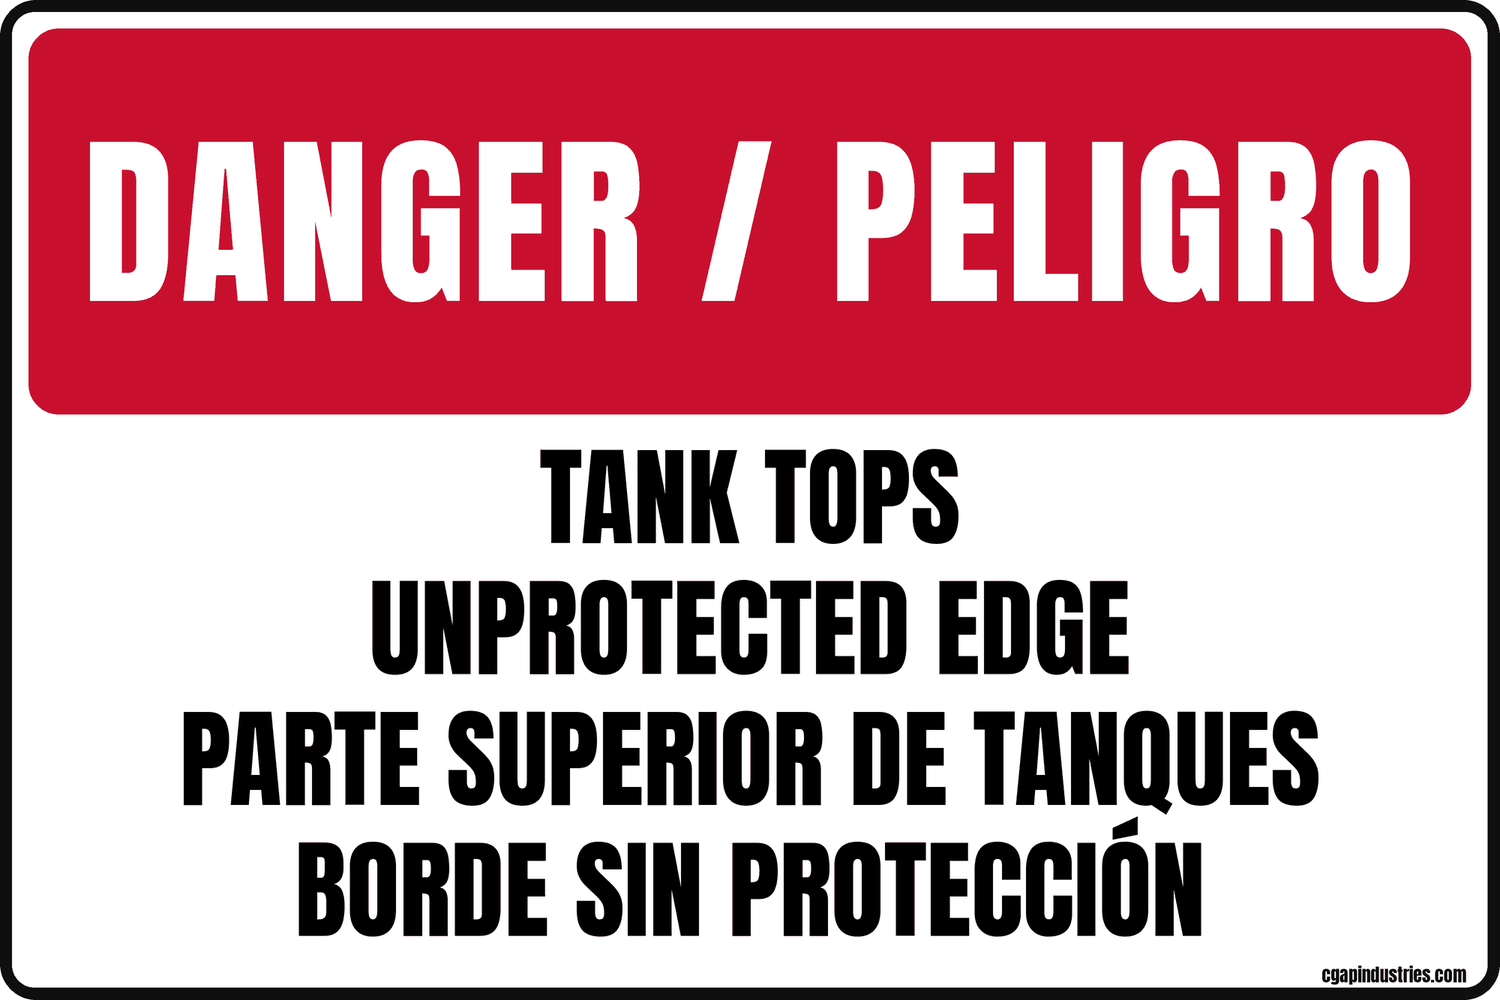 DANGER / PELIGRO
TANK TOPS
UNPROTECTED EDGE
PARTE SUPERIOR DE TANQUES
BORDE SIN PROTECCIÓN
cgapindustries.com